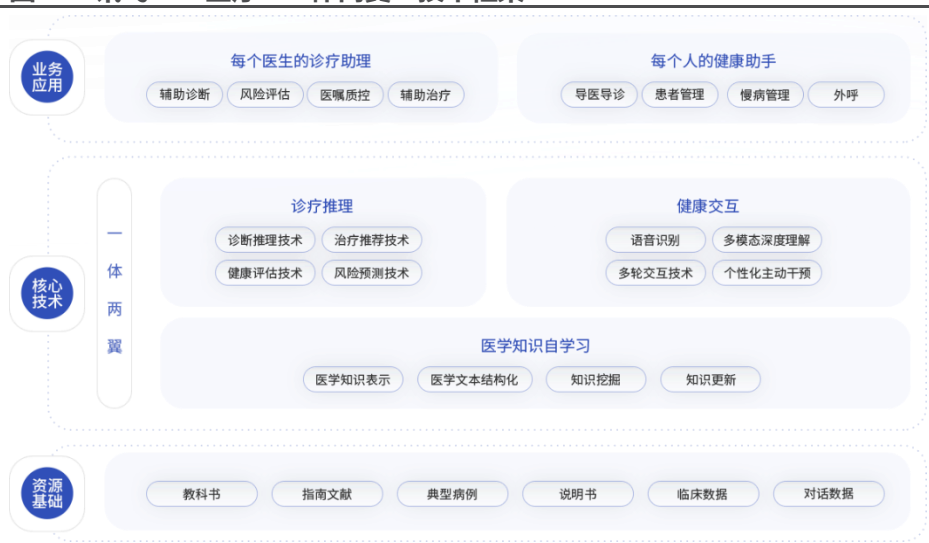 业务
应用
每个医生的诊疗助理
辅助诊断 风险评估 医嘱质控 辅助治疗
每个人的健康助手
导医导诊 患者管理 慢病管理 外呼
核心
技术
一
体
两
翼
诊疗推理
诊断推理技术 治疗推荐技术
健康评估技术 风险预测技术
健康交互
语音识别 多模态深度理解
多轮交互技术 个性化主动干预
医学知识自学习
医学知识表示 医学文本结构化 知识挖掘 知识更新
资源
基础
教科书 指南文献 典型病例 说明书 临床数据 对话数据